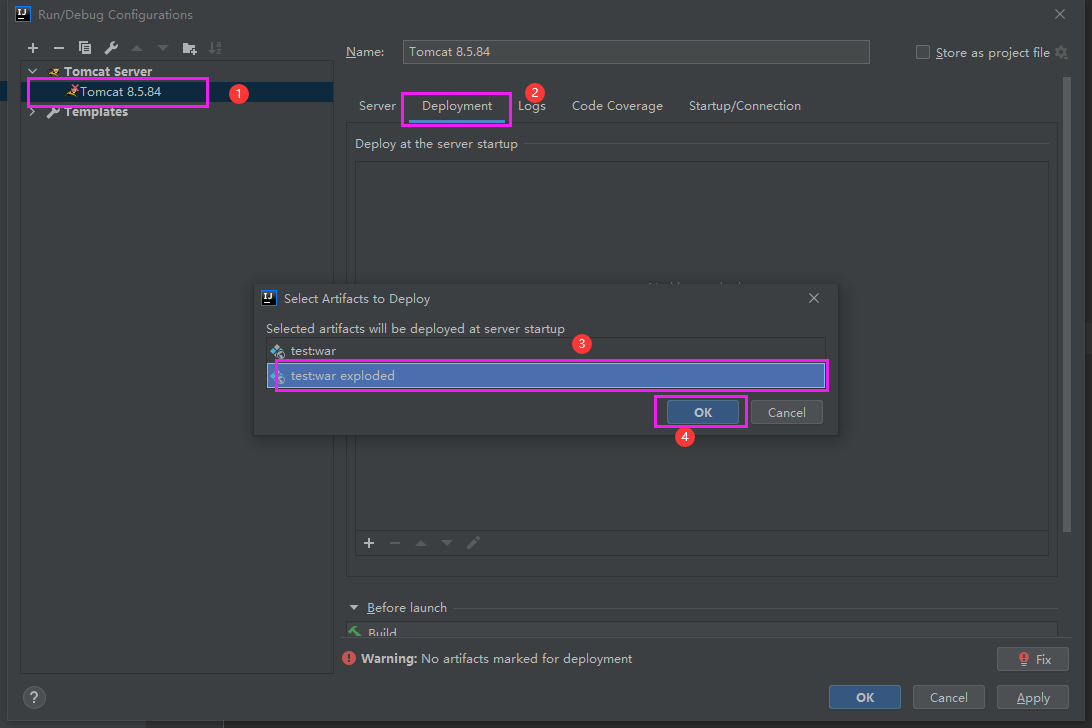 Run/Debug Configurations
Name: Tomcat 8.5.84 Store as project file
Tomcat Server
Tomcat 8.5.84
Templates
1
2
Server Deployment Logs Code Coverage Startup/Connection
Deploy at the server startup
Select Artifacts to Deploy
Selected artifacts will be deployed at server startup
3
test:war
test:war exploded
OK Cancel
4
Before launch
Build
Warning: No artifacts marked for deployment
Fix
? OK Cancel Apply